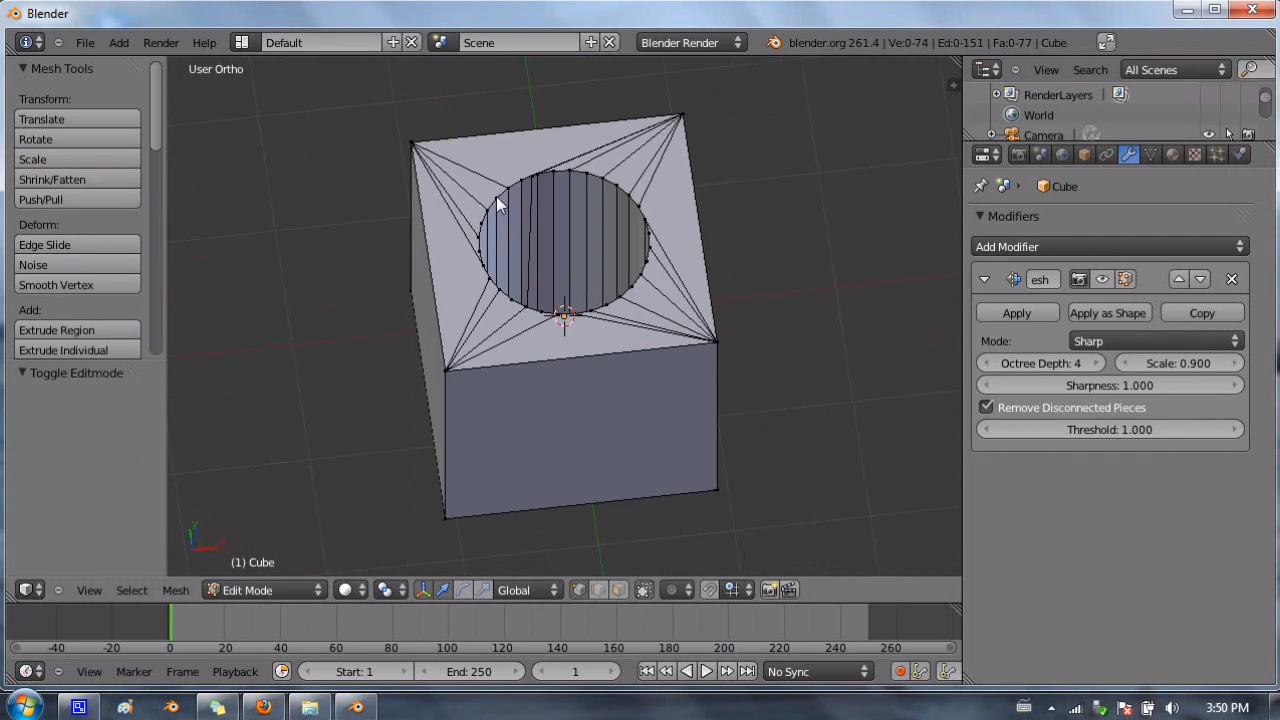 Blender
File Add Render Help Default Scene Blender Render blender.org 261.4 | Ve:0-74 | Ed:0-151 | Fa:0-77 | Cube
Mesh Tools
Transform:
Translate
Rotate
Scale
Shrink/Fatten
Push/Pull
Deform:
Edge Slide
Noise
Smooth Vertex
Add:
Extrude Region
Extrude Individual
Toggle Editmode
User Ortho
y
x
(1) Cube
View Search All Scenes
RenderLayers
World
Camera
Cube
Modifiers
Add Modifier
esh
Apply Apply as Shape Copy
Mode: Sharp
Octree Depth: 4 Scale: 0.900
Sharpness: 1.000
Remove Disconnected Pieces
Threshold: 1.000
View Select Mesh Edit Mode Global
-40 -20 0 20 40 60 80 100 120 140 160 180 200 220 240 260
View Marker Frame Playback Start: 1 End: 250 1 No Sync
3:50 PM